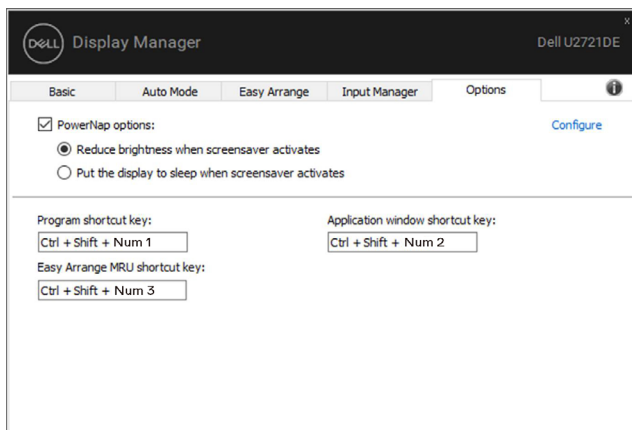 x
DELL Display Manager Dell U2721DE
Basic Auto Mode Easy Arrange Input Manager Options
PowerNap options: Configure
Reduce brightness when screensaver activates
Put the display to sleep when screensaver activates
Program shortcut key: Application window shortcut key:
Ctrl + Shift + Num 1 Ctrl + Shift + Num 2
Easy Arrange MRU shortcut key:
Ctrl + Shift + Num 3